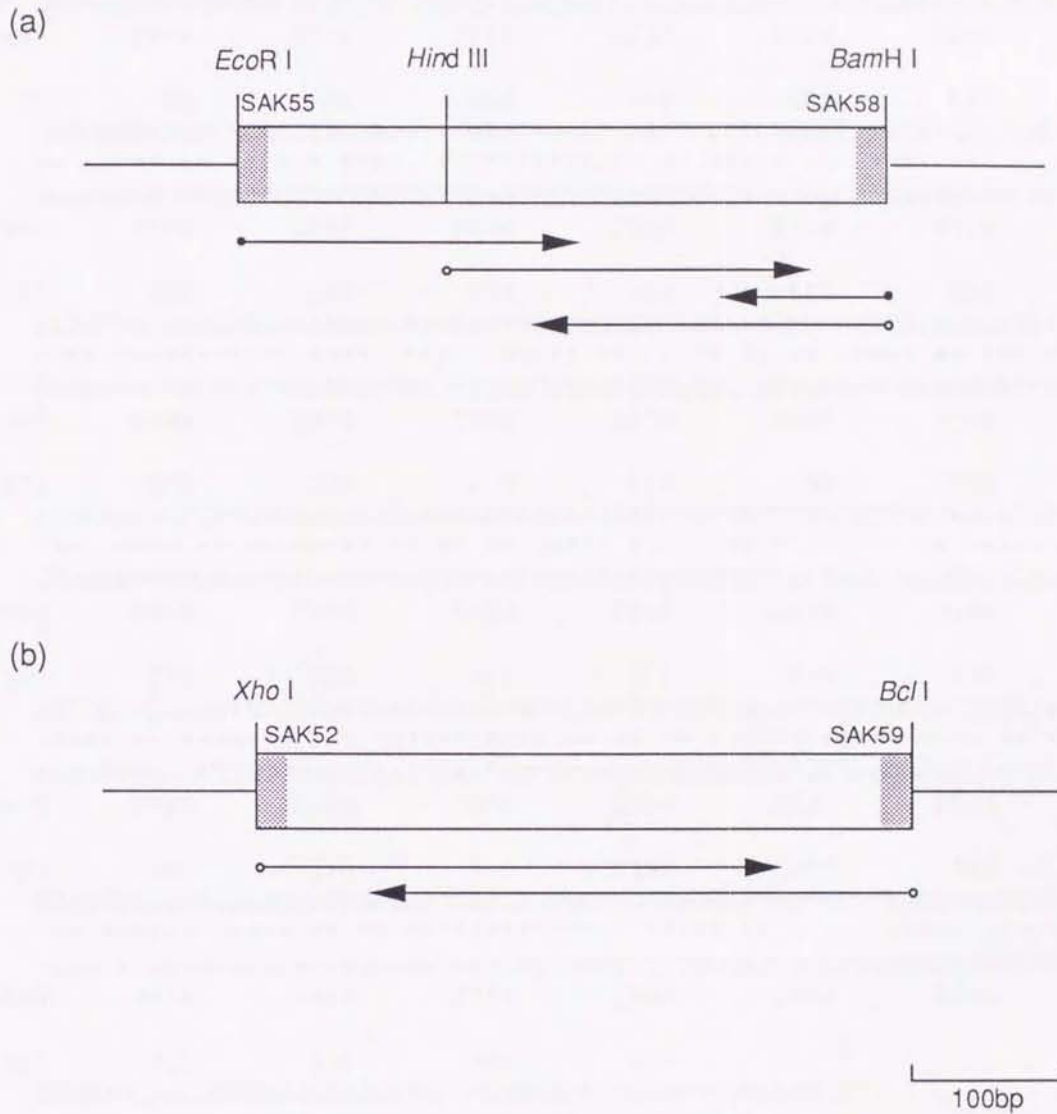 (a)
EcoR I Hind III BamH I
SAK55 SAK58
(b)
Xho I Bcl I
SAK52 SAK59
100bp